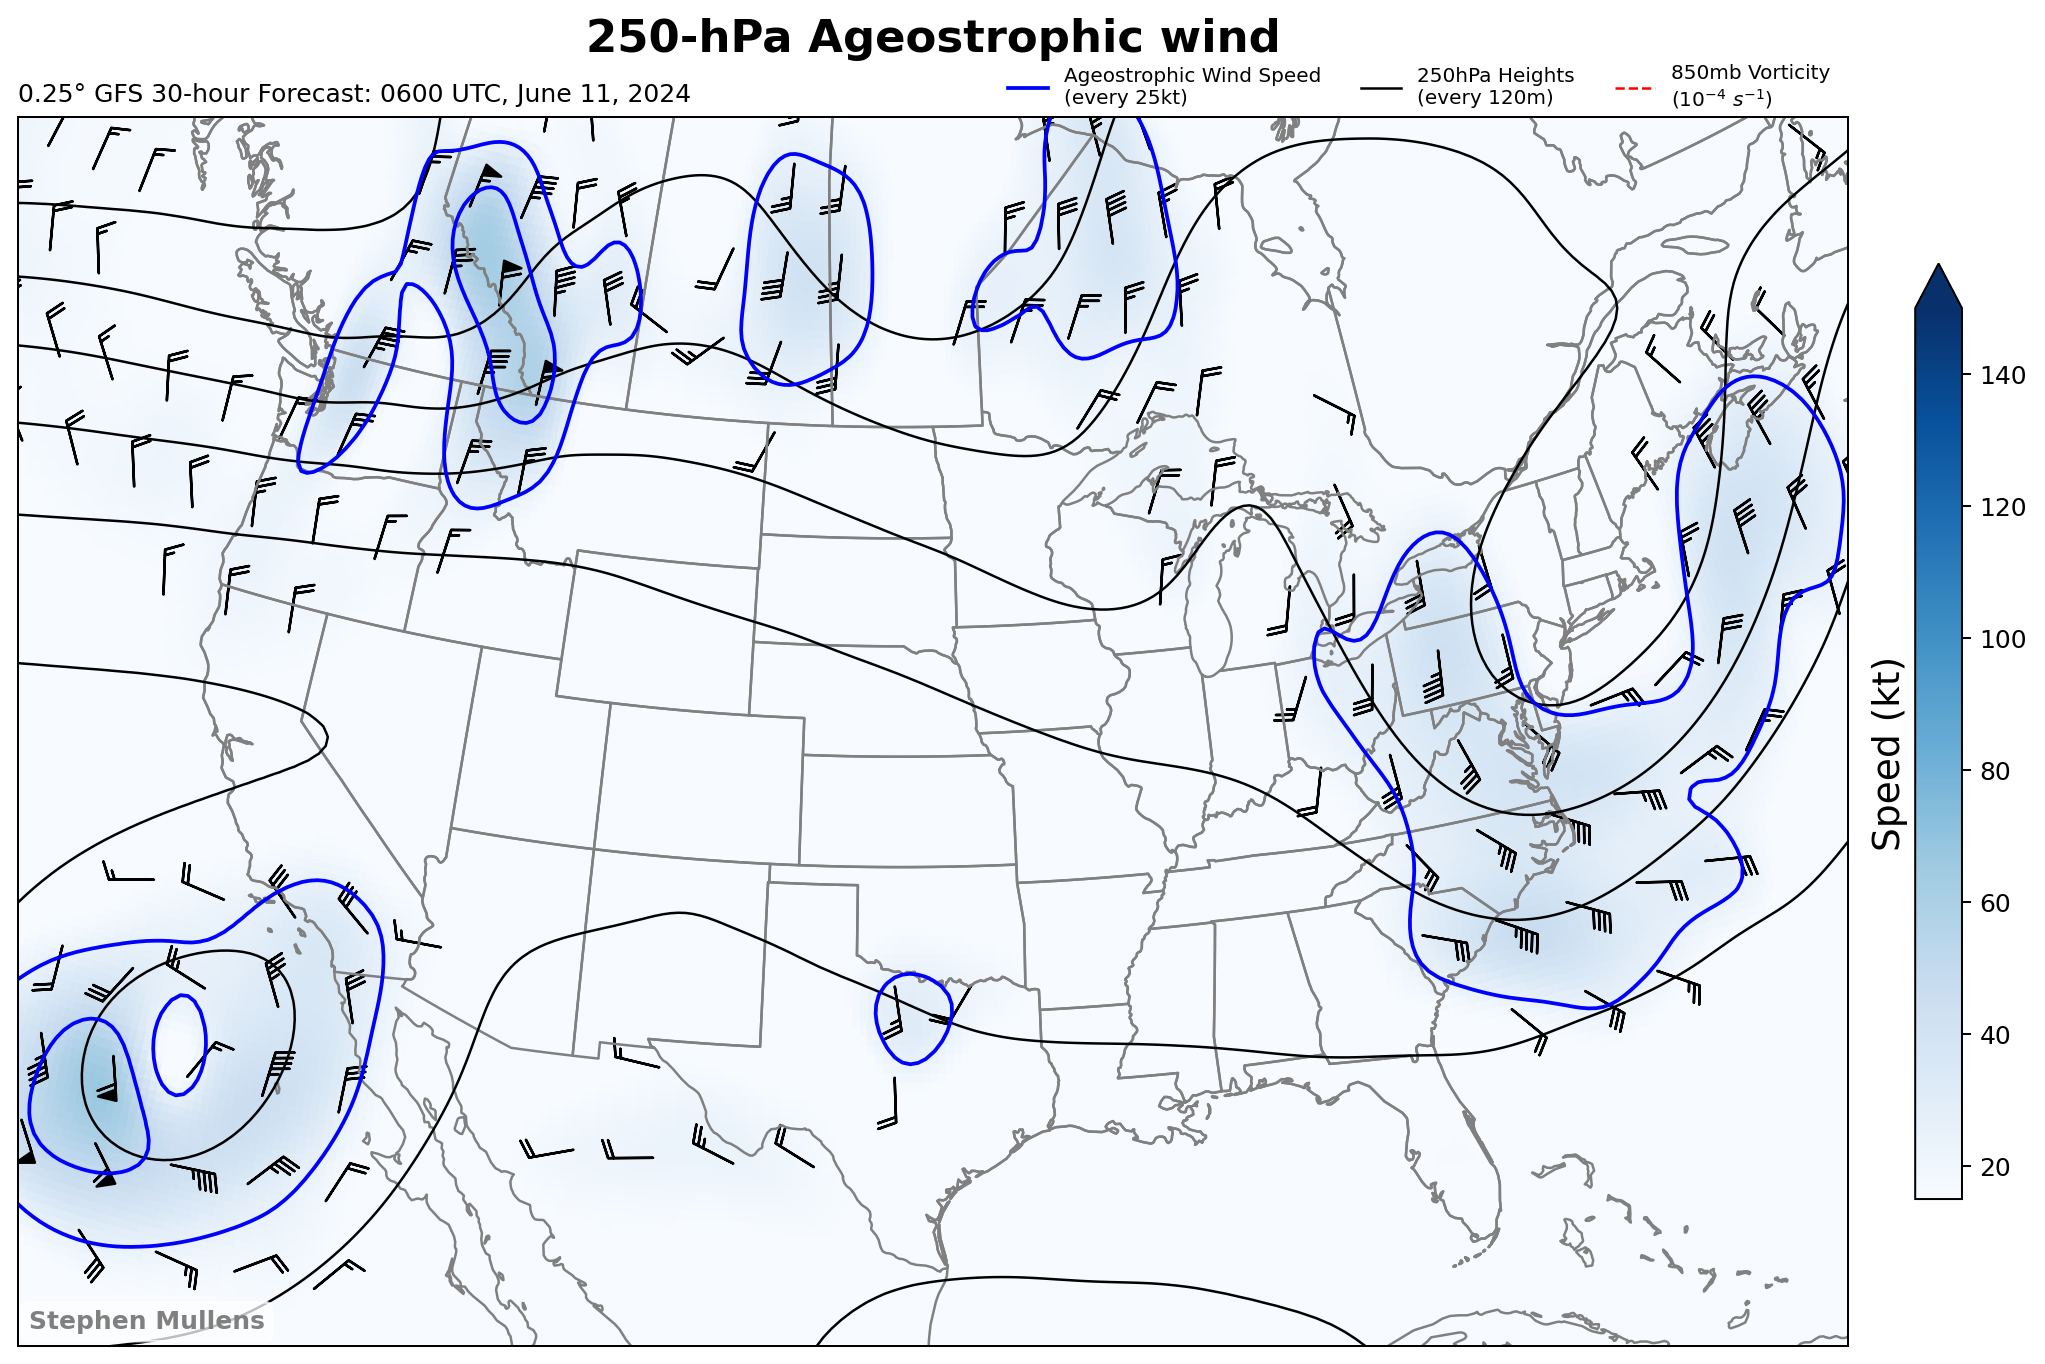 250-hPa Ageostrophic wind
0.25° GFS 30-hour Forecast: 0600 UTC, June 11, 2024
Ageostrophic Wind Speed
(every 25kt)
250hPa Heights
(every 120m)
850mb Vorticity
(10⁻⁴ s⁻¹)
140
120
100
80
60
40
20
Speed (kt)
Stephen Mullens